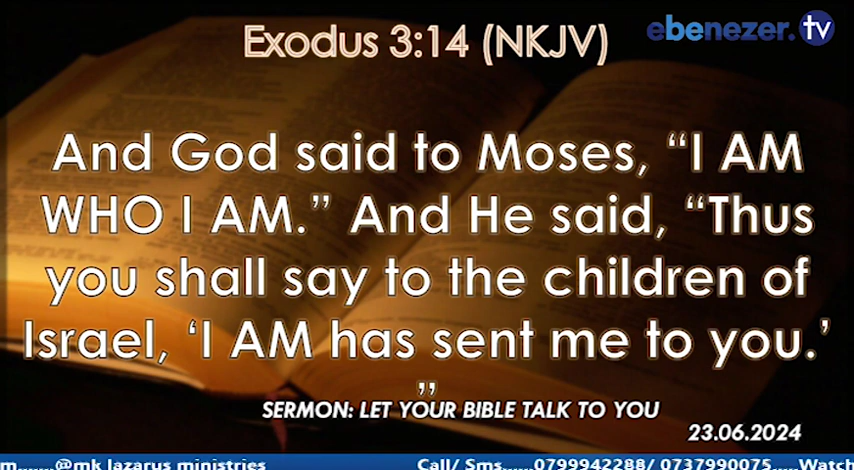 Exodus 3:14 (NKJV)
ebenezer.tv
And God said to Moses, “I AM
WHO I AM.” And He said, “Thus
you shall say to the children of
Israel, ‘I AM has sent me to you.’
”
SERMON: LET YOUR BIBLE TALK TO YOU
23.06.2024
m.......@mk lazarus ministries Call/ Sms......0799942288/ 0737990075.....Watch